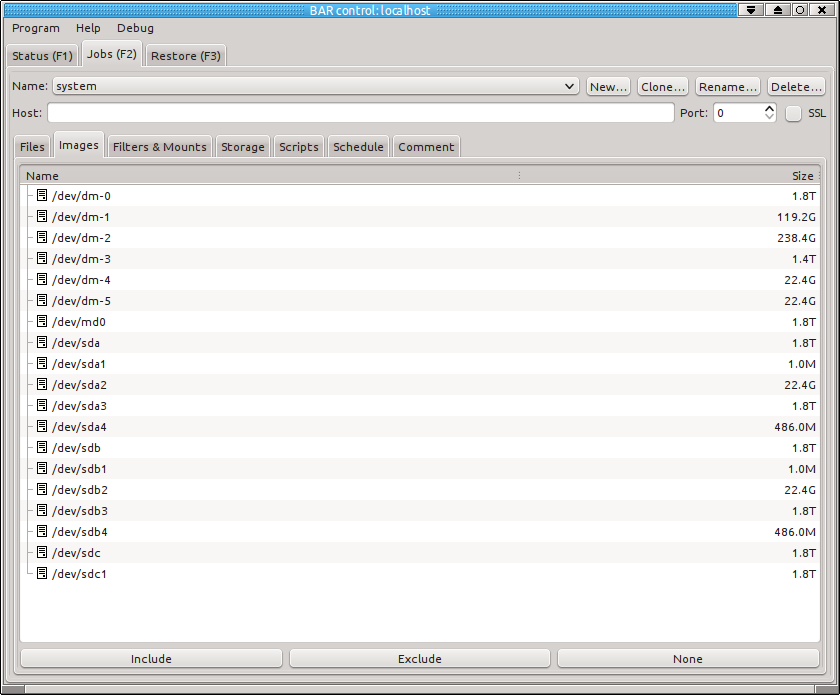 BAR control: localhost
Program Help Debug
Status (F1) Jobs (F2) Restore (F3)
Name: system New... Clone... Rename... Delete...
Host: Port: 0 SSL
Files Images Filters & Mounts Storage Scripts Schedule Comment
Name Size
/dev/dm-0 1.8T
/dev/dm-1 119.2G
/dev/dm-2 238.4G
/dev/dm-3 1.4T
/dev/dm-4 22.4G
/dev/dm-5 22.4G
/dev/md0 1.8T
/dev/sda 1.8T
/dev/sda1 1.0M
/dev/sda2 22.4G
/dev/sda3 1.8T
/dev/sda4 486.0M
/dev/sdb 1.8T
/dev/sdb1 1.0M
/dev/sdb2 22.4G
/dev/sdb3 1.8T
/dev/sdb4 486.0M
/dev/sdc 1.8T
/dev/sdc1 1.8T
Include Exclude None